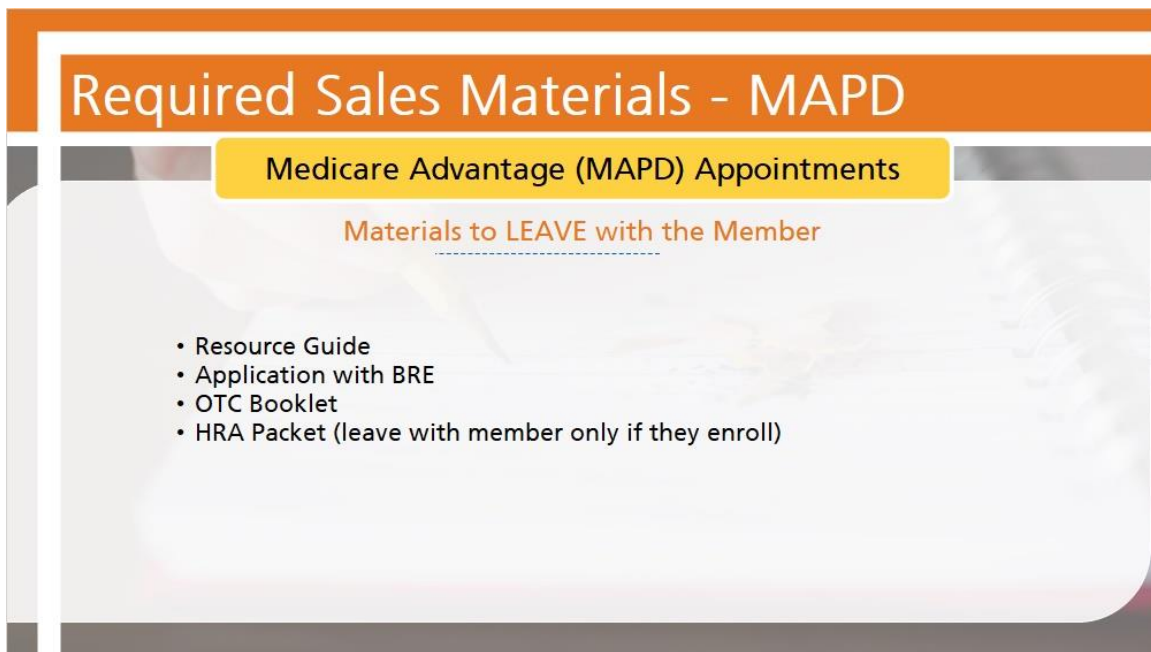 Required Sales Materials - MAPD
Medicare Advantage (MAPD) Appointments
Materials to LEAVE with the Member
• Resource Guide
• Application with BRE
• OTC Booklet
• HRA Packet (leave with member only if they enroll)